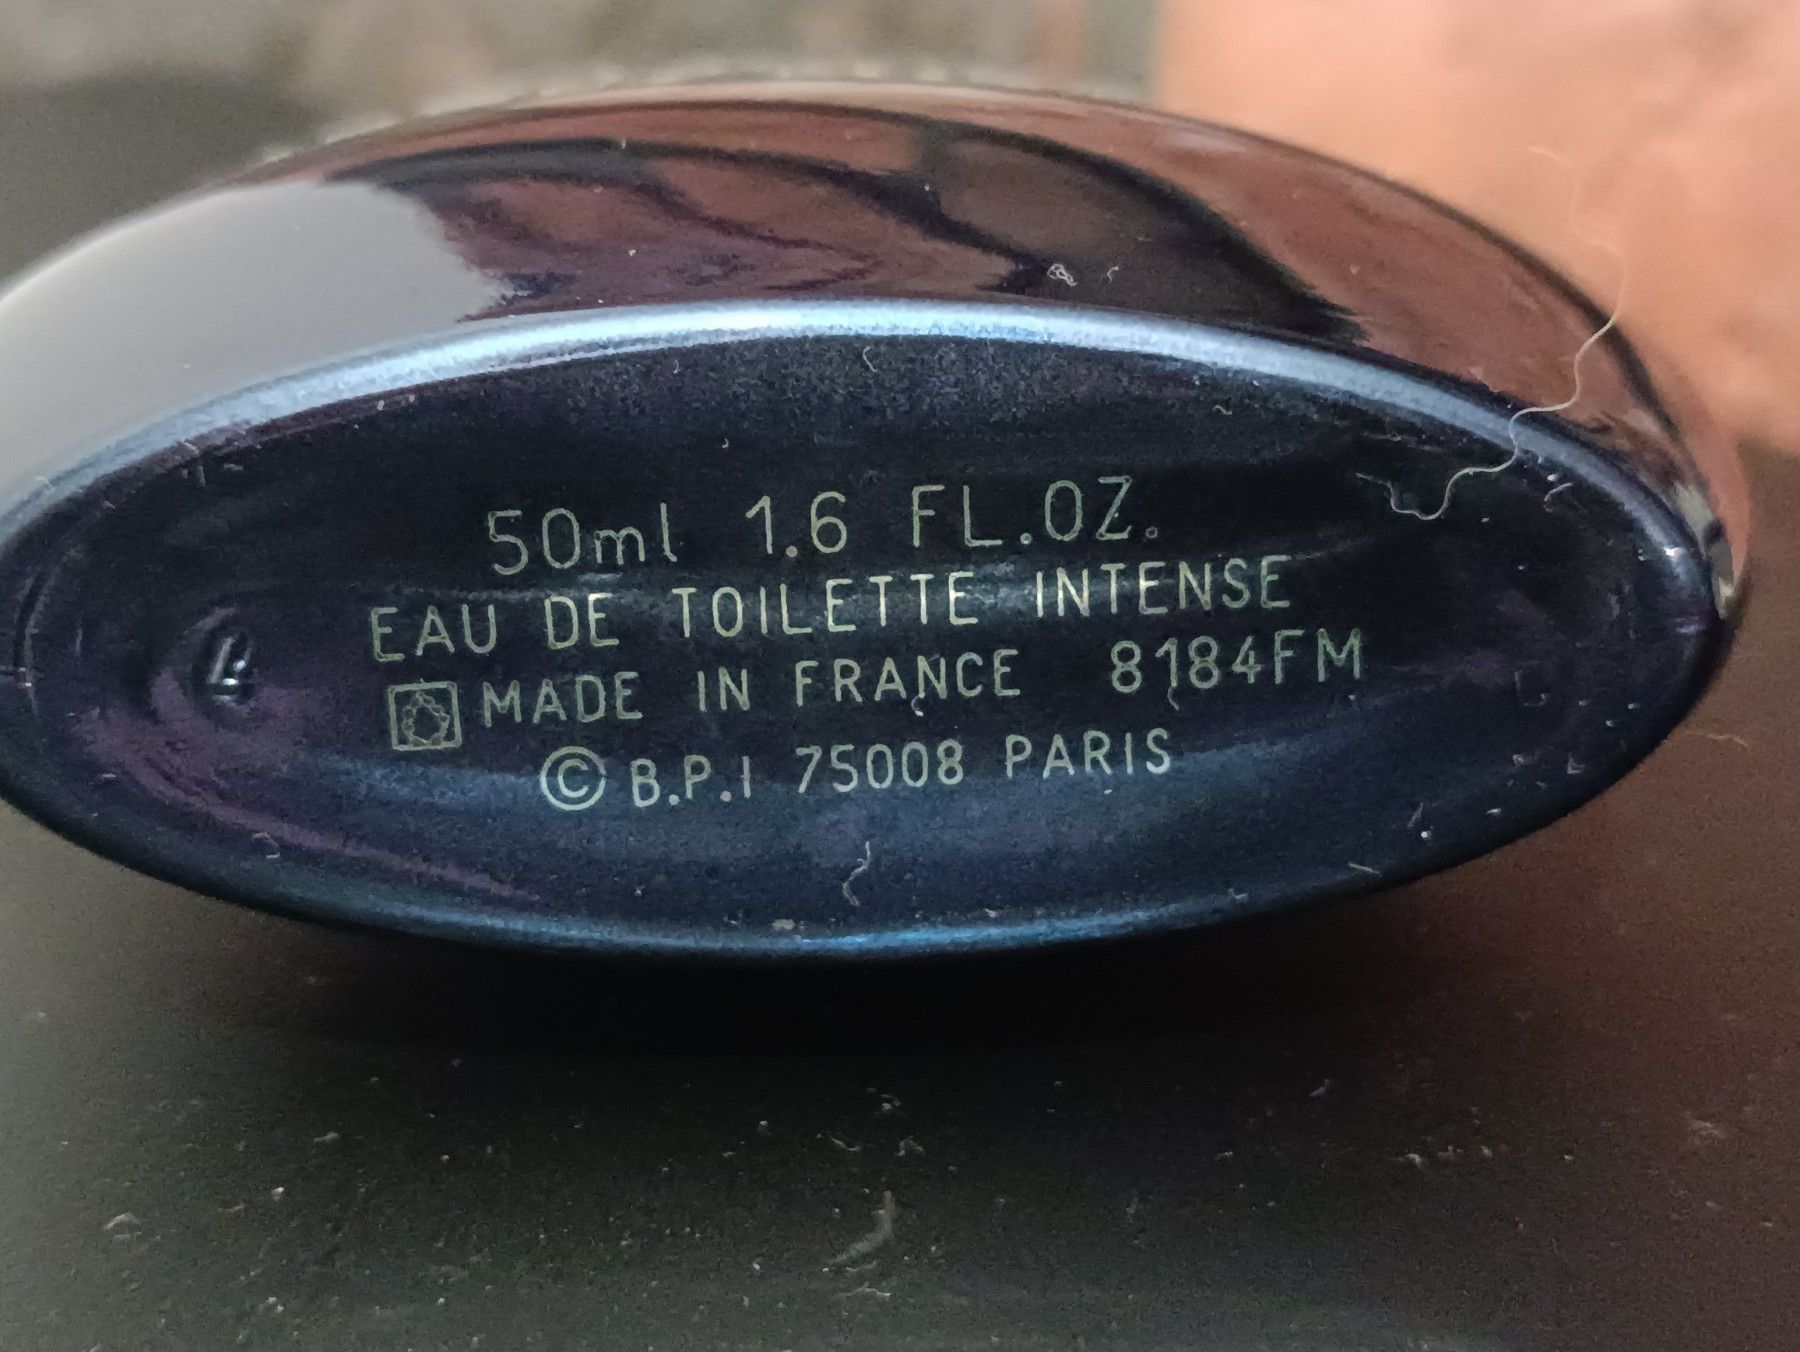 50ml 1.6 FL.OZ.
EAU DE TOILETTE INTENSE
MADE IN FRANCE 8184FM
© B.P.I 75008 PARIS